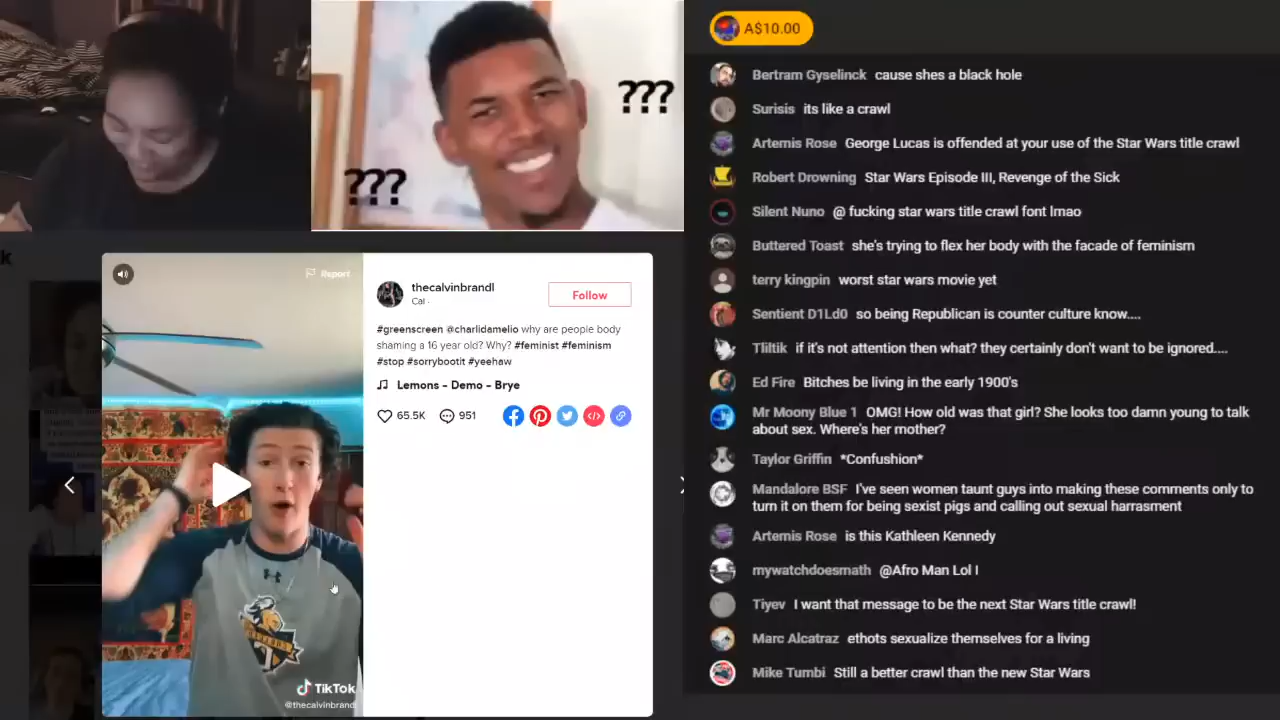 A$10.00
???
???
Bertram Gyselinck cause shes a black hole
Surisis its like a crawl
Artemis Rose George Lucas is offended at your use of the Star Wars title crawl
Robert Drowning Star Wars Episode III, Revenge of the Sick
Silent Nuno @ fucking star wars title crawl font lmao
Buttered Toast she's trying to flex her body with the facade of feminism
terry kingpin worst star wars movie yet
Sentient D1Ld0 so being Republican is counter culture know....
Tliltik if it's not attention then what? they certainly don't want to be ignored....
Ed Fire Bitches be living in the early 1900's
Mr Moony Blue 1 OMG! How old was that girl? She looks too damn young to talk
about sex. Where's her mother?
Taylor Griffin *Confushion*
Mandalore BSF I've seen women taunt guys into making these comments only to
turn it on them for being sexist pigs and calling out sexual harrasment
Artemis Rose is this Kathleen Kennedy
mywatchdoesmath @Afro Man Lol !
Tiyev I want that message to be the next Star Wars title crawl!
Marc Alcatraz ethots sexualize themselves for a living
Mike Tumbi Still a better crawl than the new Star Wars
k
Report
thecalvinbrandl
Cal ·
Follow
#greenscreen @charlidamelio why are people body
shaming a 16 year old? Why? #feminist #feminism
#stop #sorrybootit #yeehaw
Lemons - Demo - Brye
65.5K 951
TikTok
@thecalvinbrandl